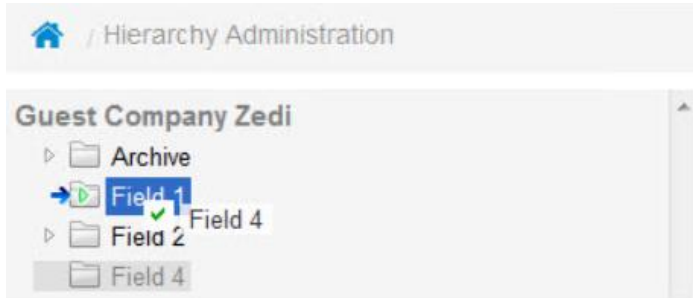 / Hierarchy Administration
Guest Company Zedi
Archive
Field 1
Field 4
Field 2
Field 4